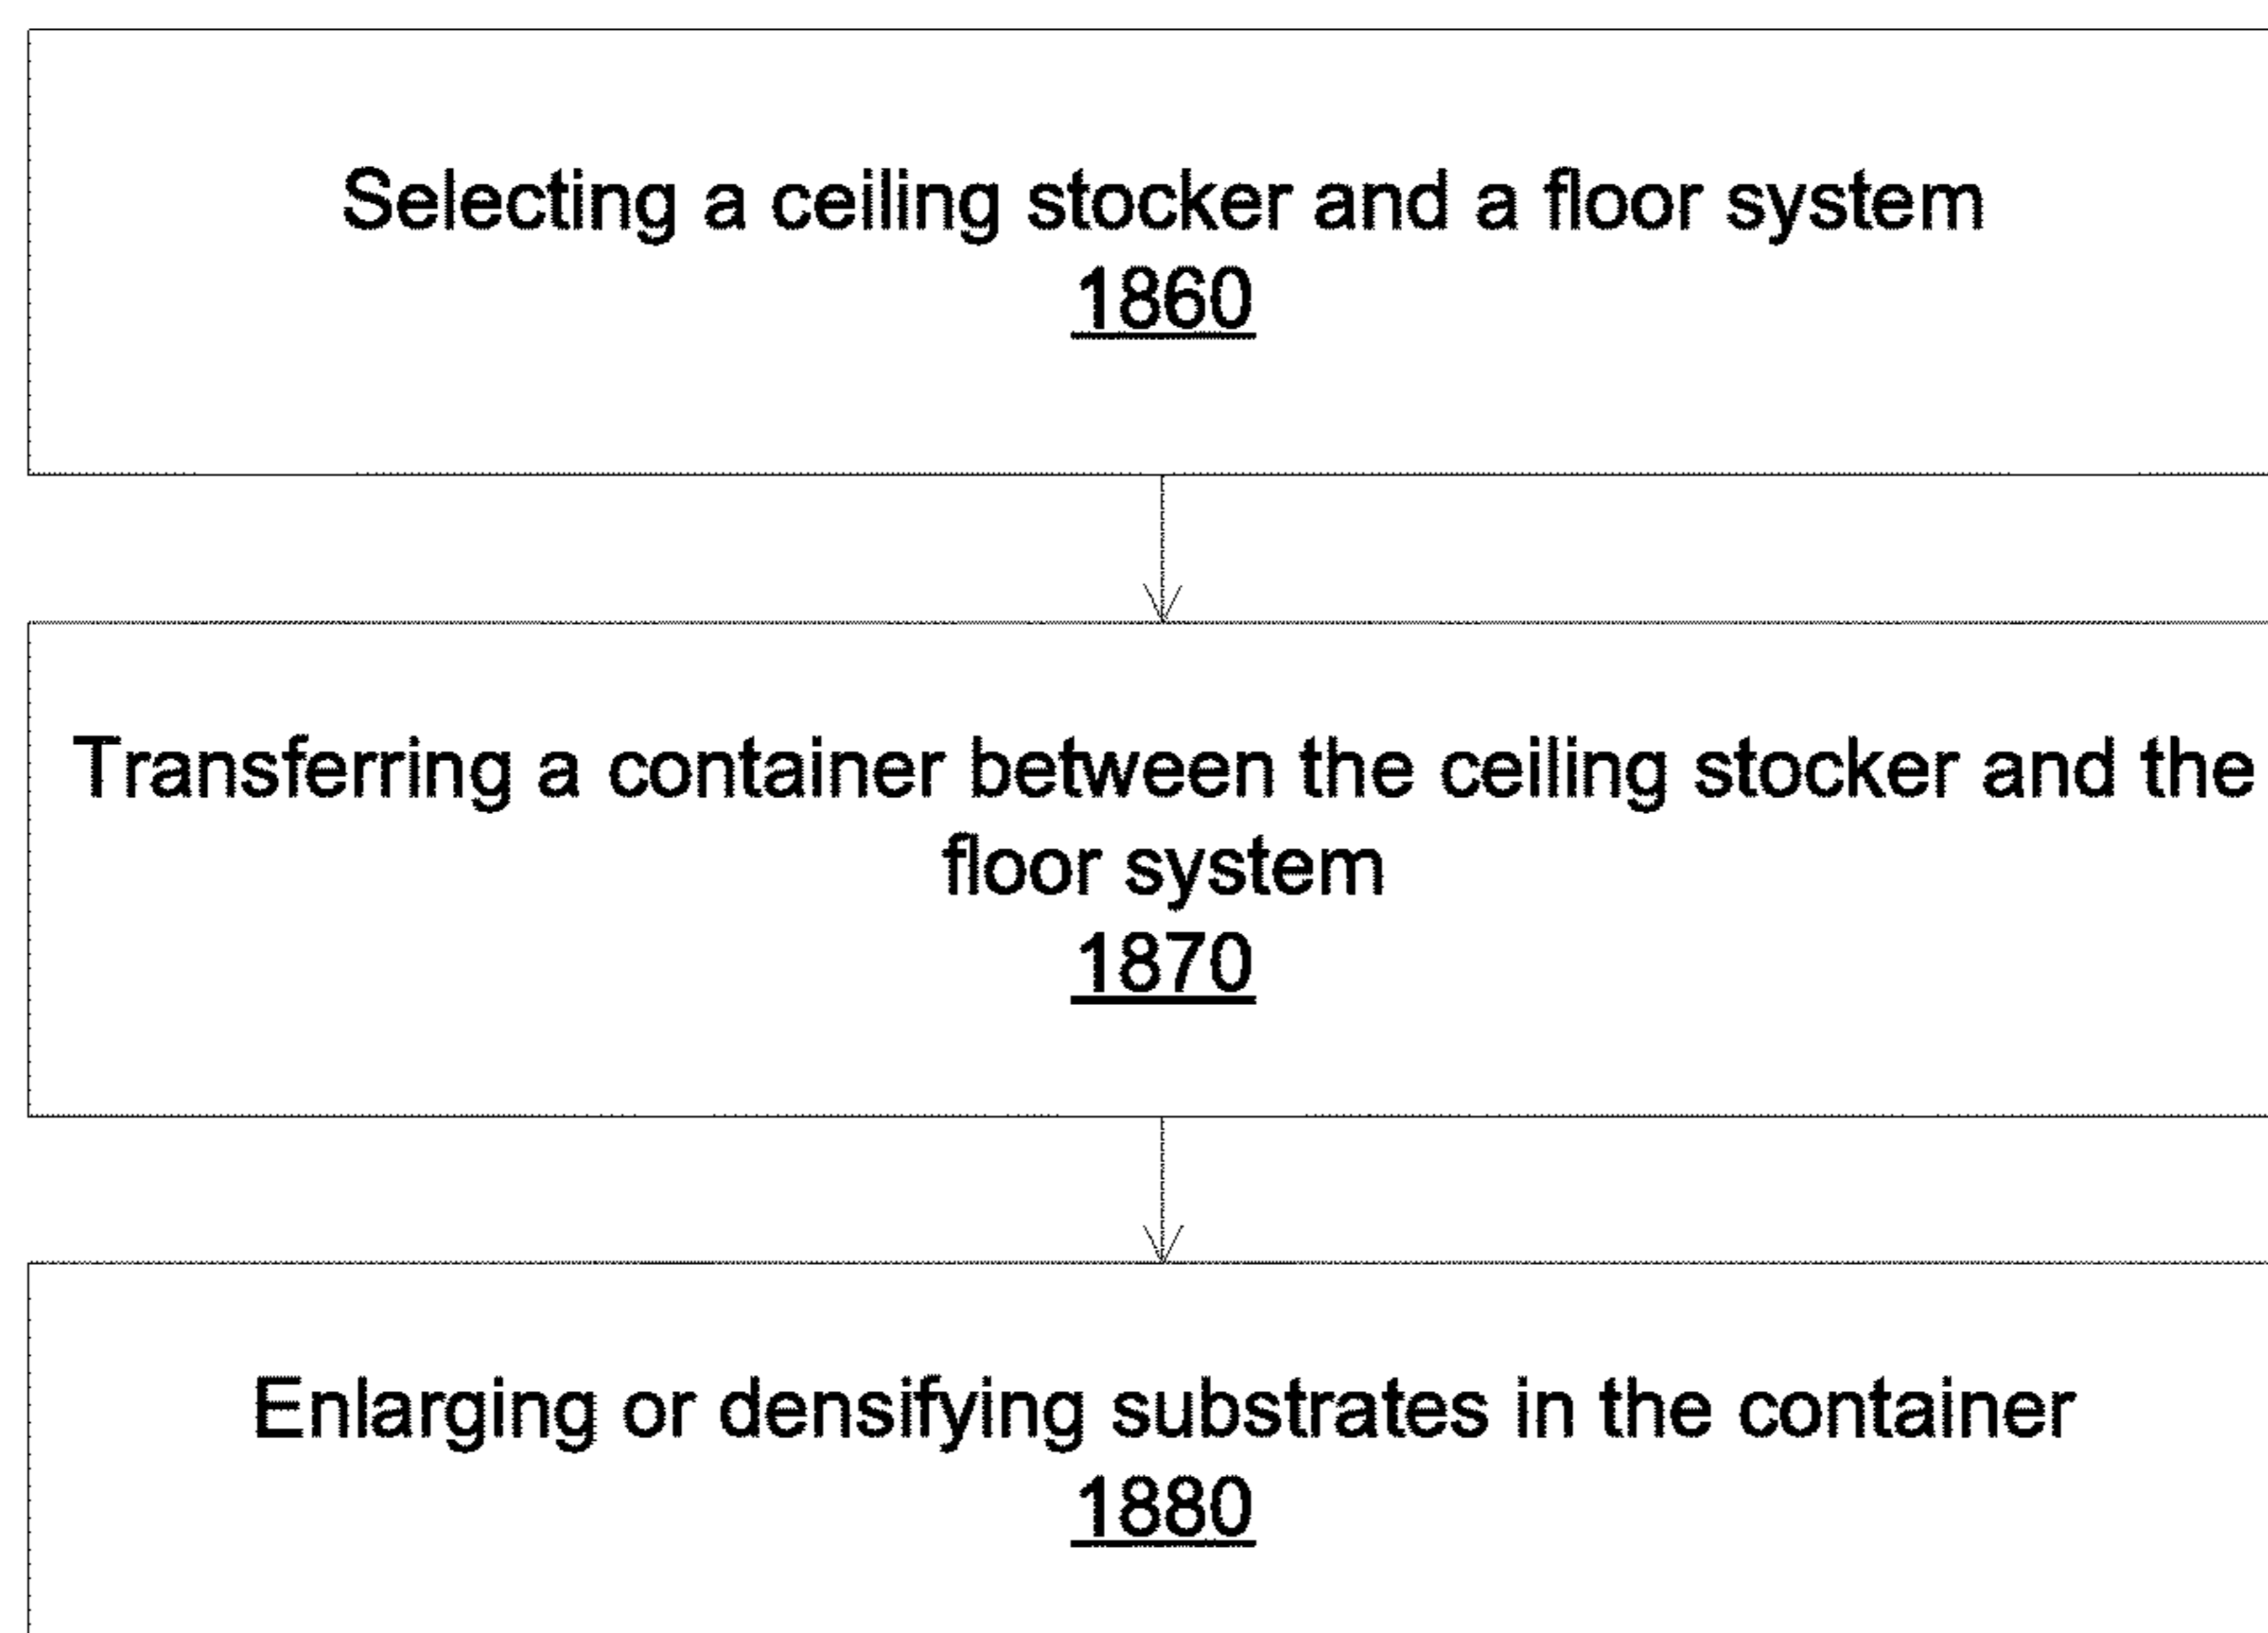 Selecting a ceiling stocker and a floor system
1860
Transferring a container between the ceiling stocker and the
floor system
1870
Enlarging or densifying substrates in the container
1880